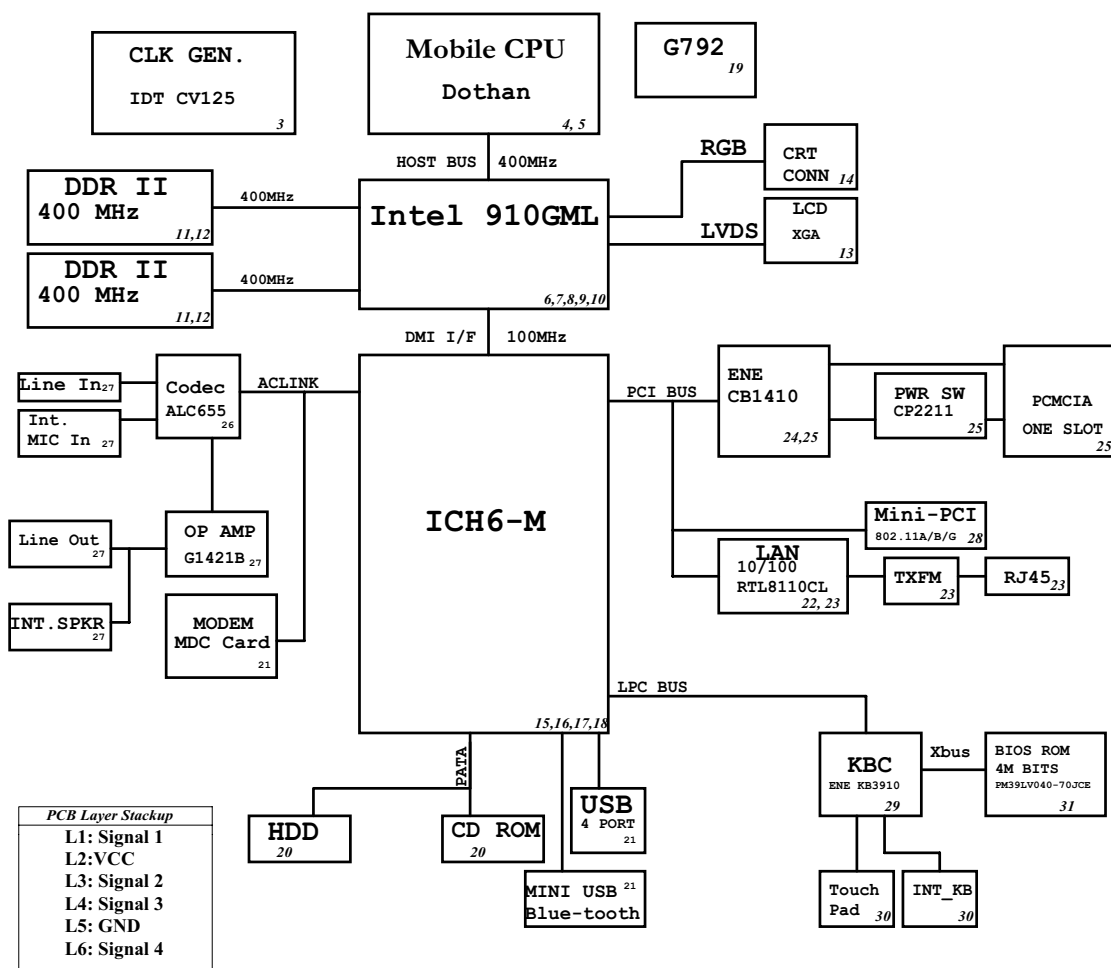 CLK GEN.
IDT CV125
3
Mobile CPU
Dothan
4, 5
G792
19
HOST BUS 400MHz
DDR II
400 MHz
11,12
400MHz
DDR II
400 MHz
11,12
400MHz
Intel 910GML
6,7,8,9,10
RGB
CRT
CONN
14
LVDS
LCD
XGA
13
DMI I/F 100MHz
Line In 27
Int.
MIC In 27
Codec
ALC655
26
ACLINK
OP AMP
G1421B 27
Line Out
27
INT.SPKR
27
MODEM
MDC Card
21
ICH6-M
15,16,17,18
PCI BUS
ENE
CB1410
24,25
PWR SW
CP2211
25
PCMCIA
ONE SLOT
25
Mini-PCI
802.11A/B/G 28
LAN
10/100
RTL8110CL
22, 23
TXFM
23
RJ45
23
LPC BUS
KBC
ENE KB3910
29
Xbus
BIOS ROM
4M BITS
PM39LV040-70JCE
31
Touch
Pad 30
INT_KB
30
PATA
HDD
20
CD ROM
20
USB
4 PORT
21
MINI USB 21
Blue-tooth
PCB Layer Stackup
L1: Signal 1
L2:VCC
L3: Signal 2
L4: Signal 3
L5: GND
L6: Signal 4